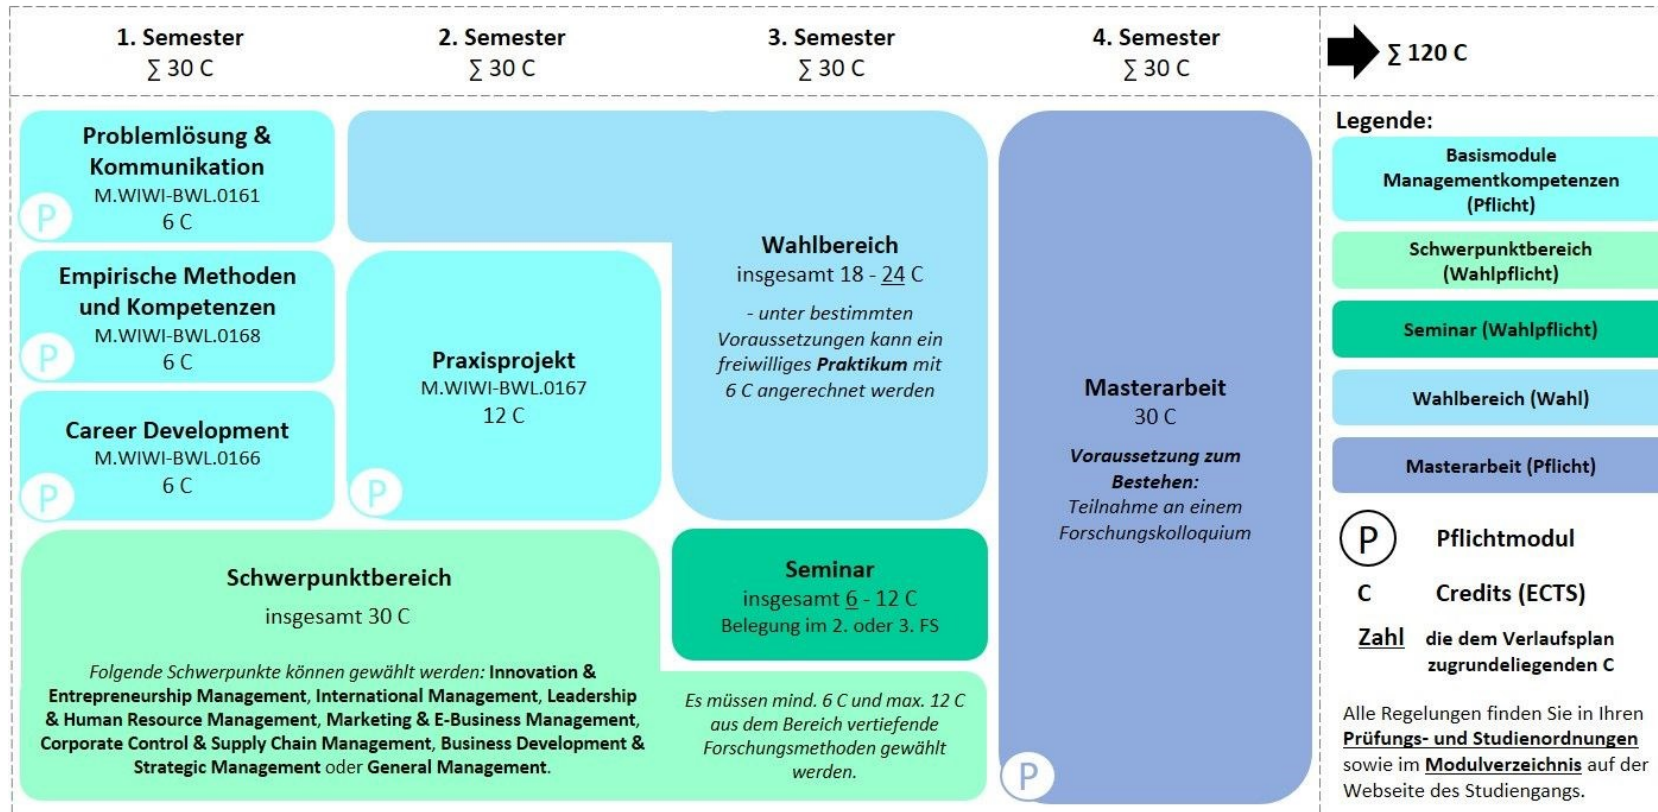 1. Semester
∑ 30 C
2. Semester
∑ 30 C
3. Semester
∑ 30 C
4. Semester
∑ 30 C
∑ 120 C
Problemlösung &
Kommunikation
M.WIWI-BWL.0161
6 C
P
Empirische Methoden
und Kompetenzen
M.WIWI-BWL.0168
6 C
P
Career Development
M.WIWI-BWL.0166
6 C
P
Praxisprojekt
M.WIWI-BWL.0167
12 C
P
Wahlbereich
insgesamt 18 - 24 C
- unter bestimmten
Voraussetzungen kann ein
freiwilliges Praktikum mit
6 C angerechnet werden
Schwerpunktbereich
insgesamt 30 C
Folgende Schwerpunkte können gewählt werden: Innovation &
Entrepreneurship Management, International Management, Leadership
& Human Resource Management, Marketing & E-Business Management,
Corporate Control & Supply Chain Management, Business Development &
Strategic Management oder General Management.
Seminar
insgesamt 6 - 12 C
Belegung im 2. oder 3. FS
Es müssen mind. 6 C und max. 12 C
aus dem Bereich vertiefende
Forschungsmethoden gewählt
werden.
Masterarbeit
30 C
Voraussetzung zum
Bestehen:
Teilnahme an einem
Forschungskolloquium
P
Legende:
Basismodule
Managementkompetenzen
(Pflicht)
Schwerpunktbereich
(Wahlpflicht)
Seminar (Wahlpflicht)
Wahlbereich (Wahl)
Masterarbeit (Pflicht)
P Pflichtmodul
C Credits (ECTS)
Zahl die dem Verlaufsplan
zugrundeliegenden C
Alle Regelungen finden Sie in Ihren
Prüfungs- und Studienordnungen
sowie im Modulverzeichnis auf der
Webseite des Studiengangs.